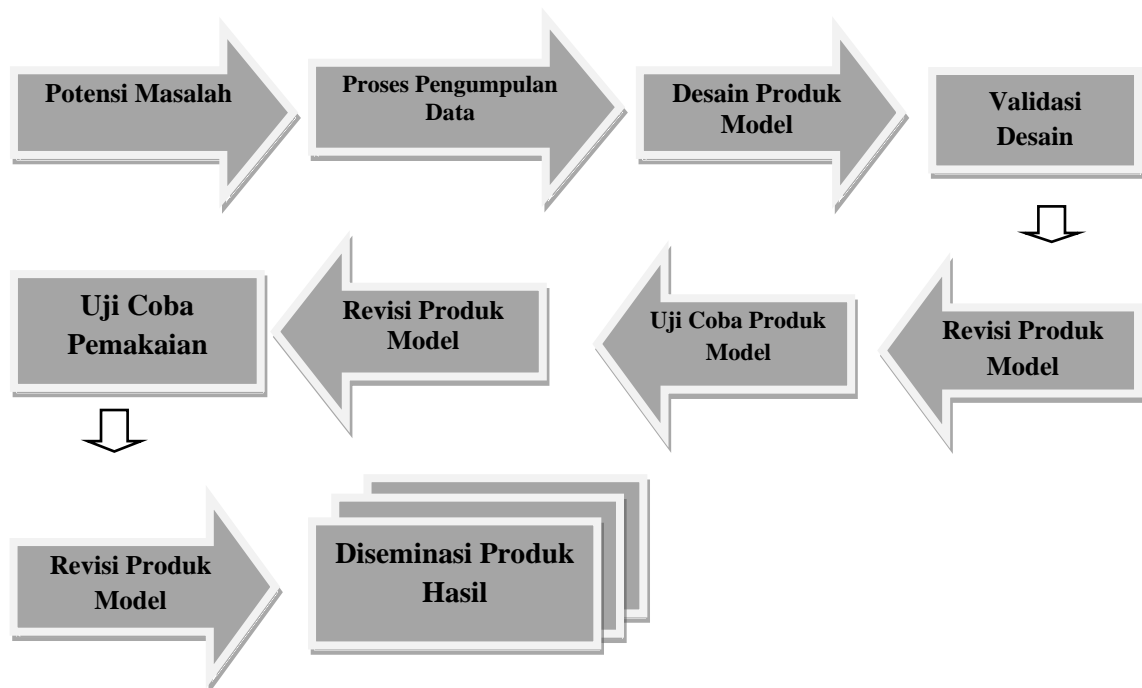 Potensi Masalah
Proses Pengumpulan
Data
Desain Produk
Model
Validasi
Desain
Revisi Produk
Model
Uji Coba Produk
Model
Revisi Produk
Model
Uji Coba
Pemakaian
Revisi Produk
Model
Diseminasi Produk
Hasil